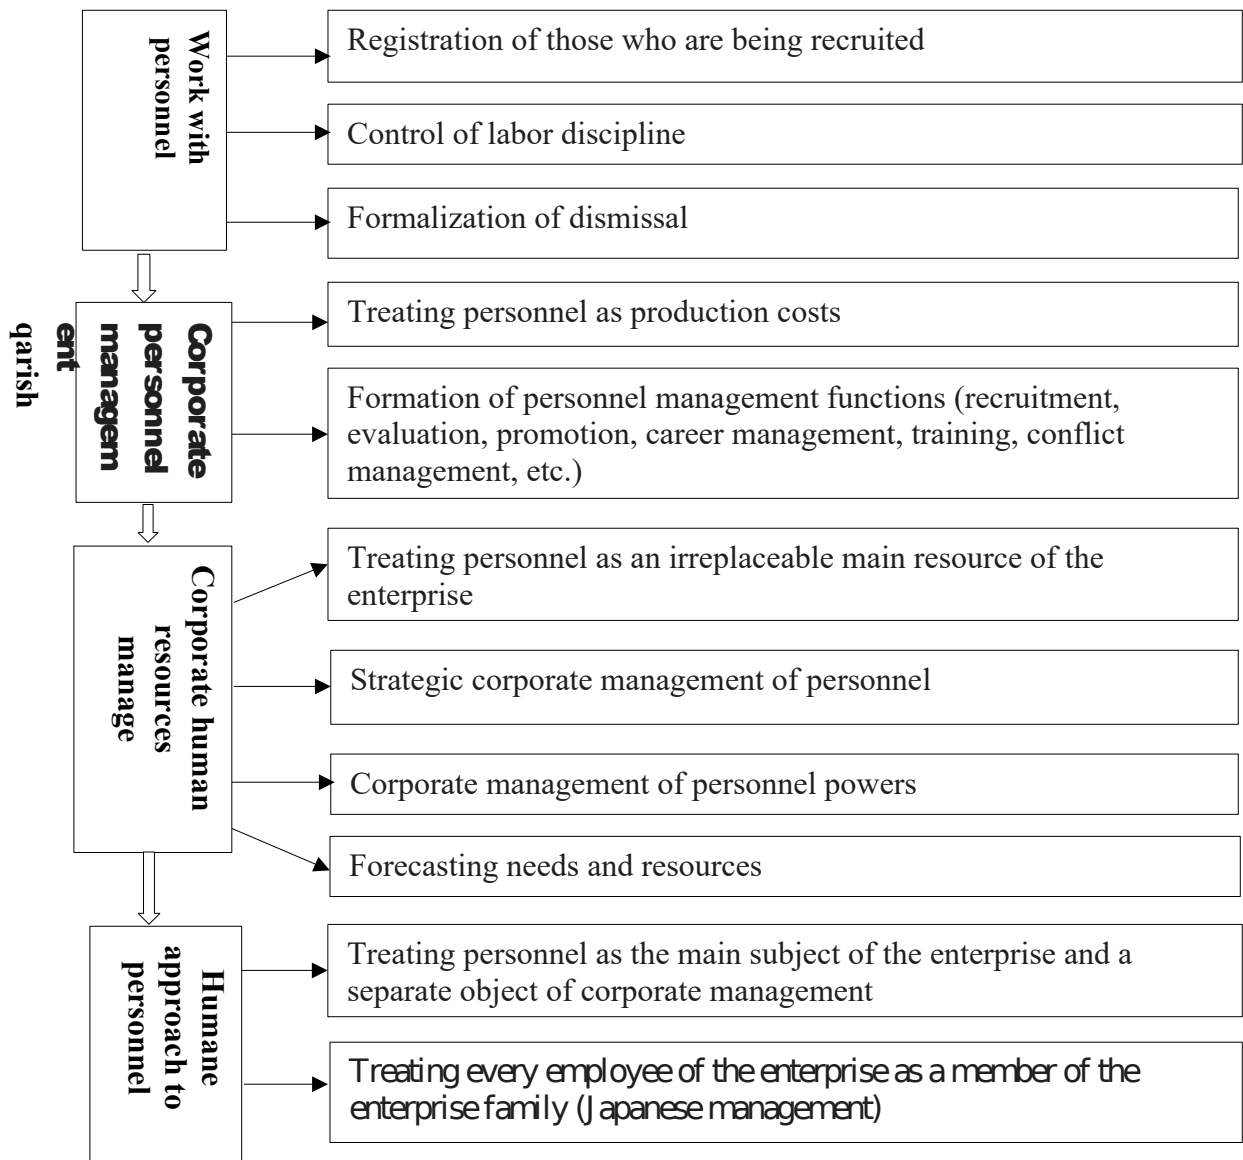 Work with
personnel
Registration of those who are being recruited
Control of labor discipline
Formalization of dismissal
Corporate
personnel
managem
ent
qarish
Treating personnel as production costs
Formation of personnel management functions (recruitment,
evaluation, promotion, career management, training, conflict
management, etc.)
Corporate human
resources
manage
Treating personnel as an irreplaceable main resource of the
enterprise
Strategic corporate management of personnel
Corporate management of personnel powers
Forecasting needs and resources
Humane
approach to
personnel
Treating personnel as the main subject of the enterprise and a
separate object of corporate management
Treating every employee of the enterprise as a member of the
enterprise family (Japanese management)